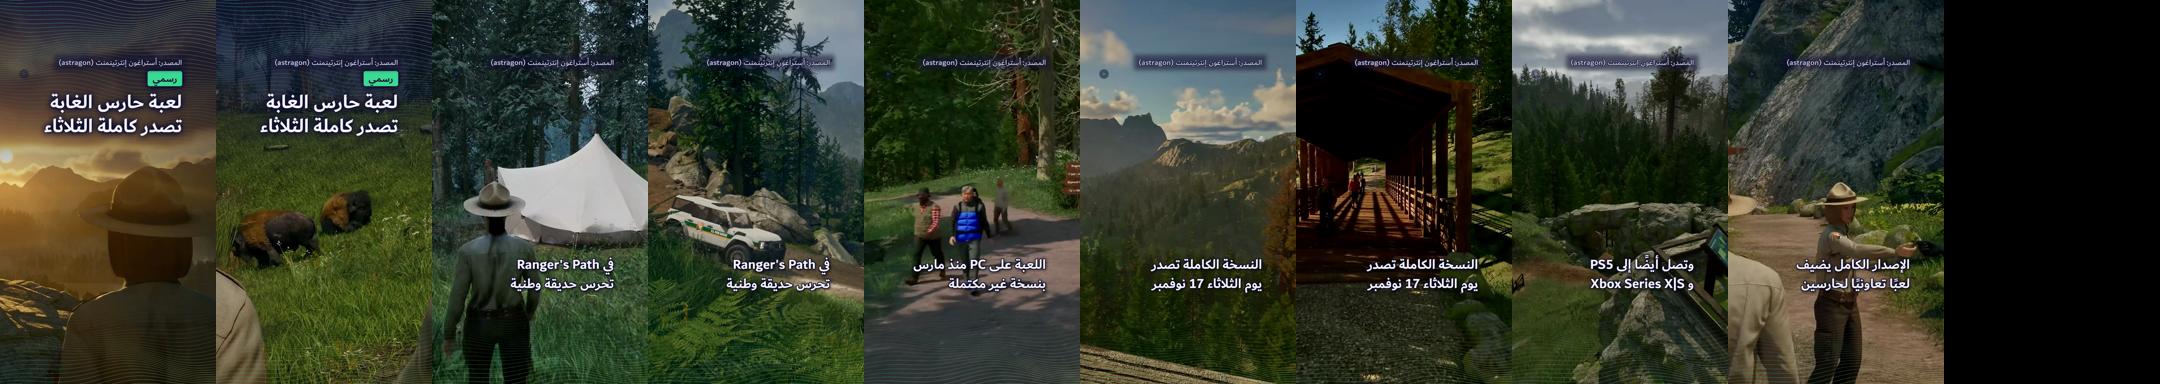 المصدر: أستراغون إنترتينمنت (astragon)
رسمي
لعبة حارس الغابة
تصدر كاملة الثلاثاء
المصدر: أستراغون إنترتينمنت (astragon)
رسمي
لعبة حارس الغابة
تصدر كاملة الثلاثاء
المصدر: أستراغون إنترتينمنت (astragon)
في Ranger's Path
تحرس حديقة وطنية
المصدر: أستراغون إنترتينمنت (astragon)
في Ranger's Path
تحرس حديقة وطنية
المصدر: أستراغون إنترتينمنت (astragon)
اللعبة على PC منذ مارس
بنسخة غير مكتملة
المصدر: أستراغون إنترتينمنت (astragon)
النسخة الكاملة تصدر
يوم الثلاثاء 17 نوفمبر
المصدر: أستراغون إنترتينمنت (astragon)
النسخة الكاملة تصدر
يوم الثلاثاء 17 نوفمبر
المصدر: أستراغون إنترتينمنت (astragon)
وتصل أيضًا إلى PS5
و Xbox Series X|S
المصدر: أستراغون إنترتينمنت (astragon)
الإصدار الكامل يضيف
لعبًا تعاونيًا لحارسين